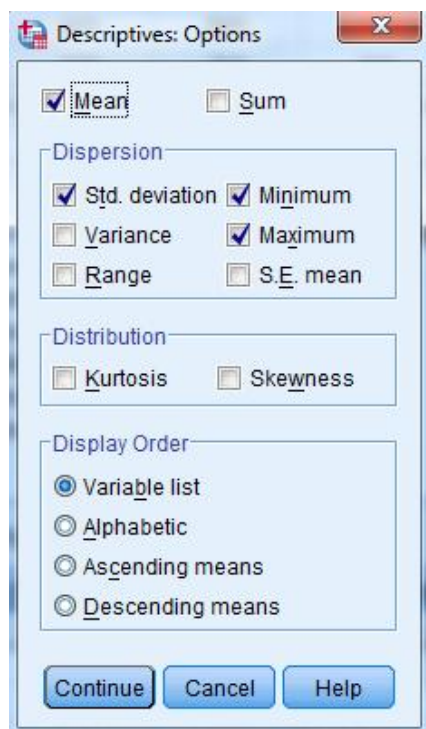 Descriptives: Options
Mean Sum
Dispersion
Std. deviation Minimum
Variance Maximum
Range S.E. mean
Distribution
Kurtosis Skewness
Display Order
Variable list
Alphabetic
Ascending means
Descending means
Continue Cancel Help